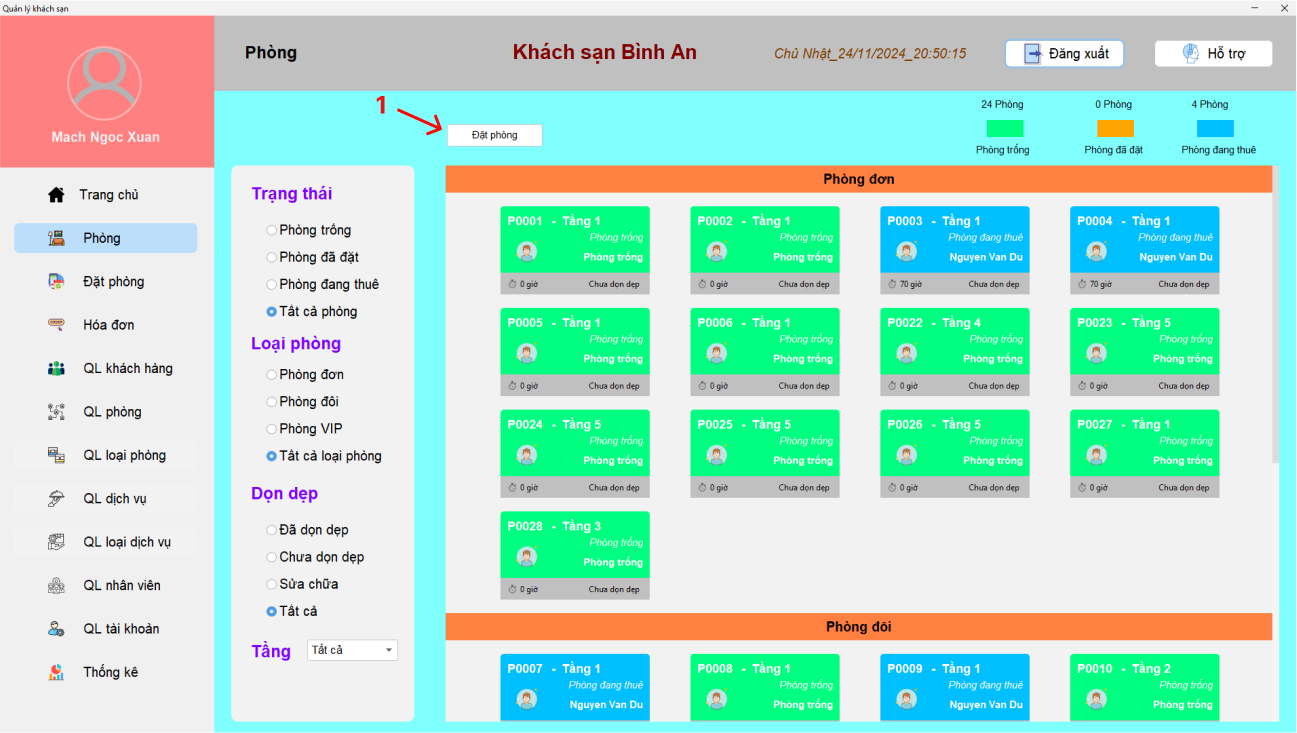 Quản lý khách sạn
Mach Ngoc Xuan
Trang chủ
Phòng
Đặt phòng
Hóa đơn
QL khách hàng
QL phòng
QL loại phòng
QL dịch vụ
QL loại dịch vụ
QL nhân viên
QL tài khoản
Thống kê
Phòng
Khách sạn Bình An
Chủ Nhật_24/11/2024_20:50:15
Đăng xuất
Hỗ trợ
1
Đặt phòng
24 Phòng
0 Phòng
4 Phòng
Phòng trống
Phòng đã đặt
Phòng đang thuê
Trạng thái
Phòng trống
Phòng đã đặt
Phòng đang thuê
Tất cả phòng
Loại phòng
Phòng đơn
Phòng đôi
Phòng VIP
Tất cả loại phòng
Dọn dẹp
Đã dọn dẹp
Chưa dọn dẹp
Sửa chữa
Tất cả
Tầng
Tất cả
Phòng đơn
P0001 - Tầng 1
Phòng trống
Phòng trống
0 giờ
Chưa dọn dẹp
P0002 - Tầng 1
Phòng trống
Phòng trống
0 giờ
Chưa dọn dẹp
P0003 - Tầng 1
Phòng đang thuê
Nguyen Van Du
70 giờ
Chưa dọn dẹp
P0004 - Tầng 1
Phòng đang thuê
Nguyen Van Du
70 giờ
Chưa dọn dẹp
P0005 - Tầng 1
Phòng trống
Phòng trống
0 giờ
Chưa dọn dẹp
P0006 - Tầng 1
Phòng trống
Phòng trống
0 giờ
Chưa dọn dẹp
P0022 - Tầng 4
Phòng trống
Phòng trống
0 giờ
Chưa dọn dẹp
P0023 - Tầng 5
Phòng trống
Phòng trống
0 giờ
Chưa dọn dẹp
P0024 - Tầng 5
Phòng trống
Phòng trống
0 giờ
Chưa dọn dẹp
P0025 - Tầng 5
Phòng trống
Phòng trống
0 giờ
Chưa dọn dẹp
P0026 - Tầng 5
Phòng trống
Phòng trống
0 giờ
Chưa dọn dẹp
P0027 - Tầng 1
Phòng trống
Phòng trống
0 giờ
Chưa dọn dẹp
P0028 - Tầng 3
Phòng trống
Phòng trống
0 giờ
Chưa dọn dẹp
Phòng đôi
P0007 - Tầng 1
Phòng đang thuê
Nguyen Van Du
P0008 - Tầng 1
Phòng trống
Phòng trống
P0009 - Tầng 1
Phòng đang thuê
Nguyen Van Du
P0010 - Tầng 2
Phòng trống
Phòng trống